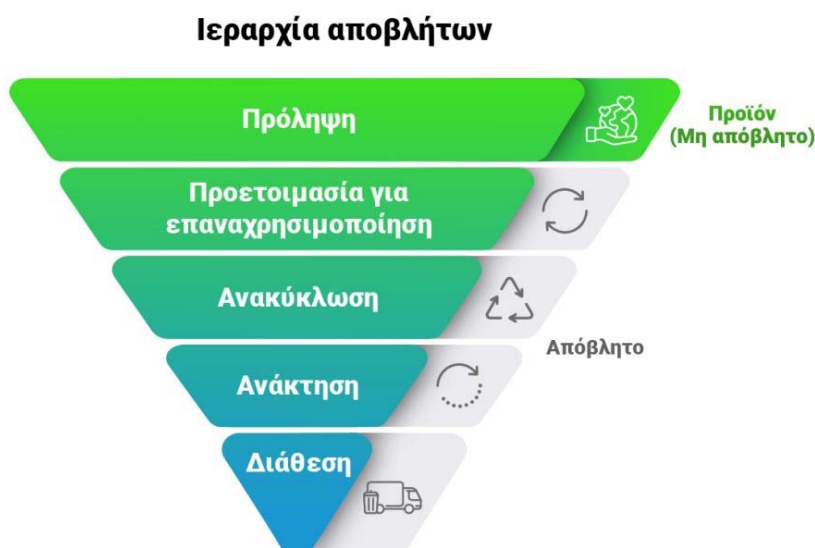 Ιεραρχία αποβλήτων
Πρόληψη
Προϊόν
(Μη απόβλητο)
Προετοιμασία για
επαναχρησιμοποίηση
Ανακύκλωση
Απόβλητο
Ανάκτηση
Διάθεση